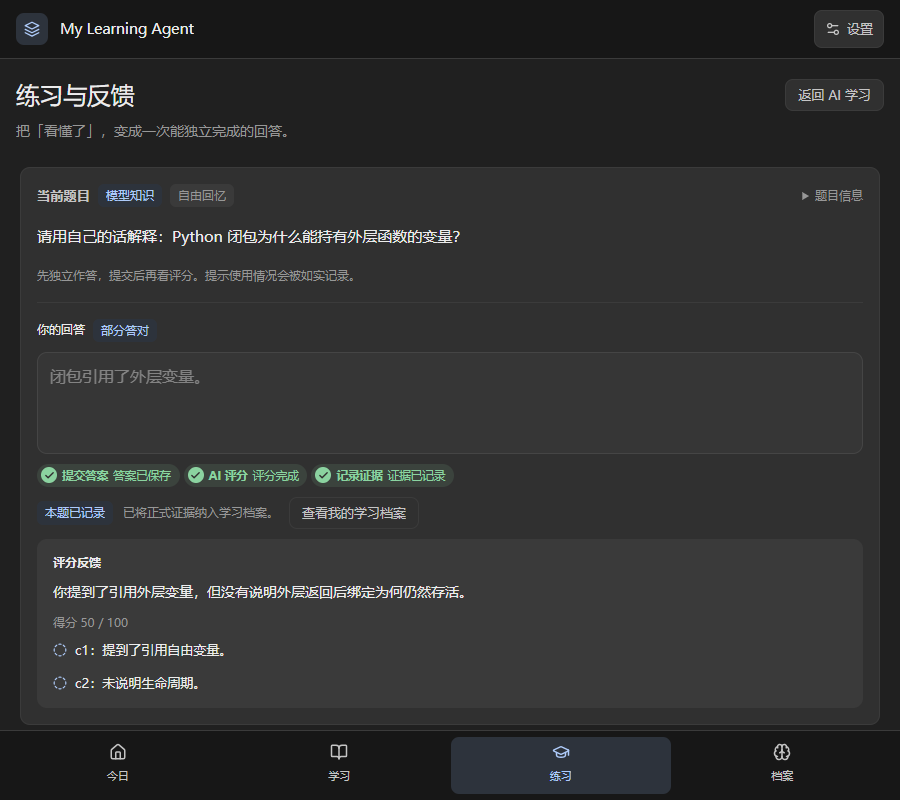 My Learning Agent
设置
练习与反馈
返回 AI 学习
把「看懂了」，变成一次能独立完成的回答。
当前题目 模型知识 自由回忆
题目信息
请用自己的话解释：Python 闭包为什么能持有外层函数的变量？
先独立作答，提交后再看评分。提示使用情况会被如实记录。
你的回答 部分答对
闭包引用了外层变量。
提交答案 答案已保存 AI 评分 评分完成 记录证据 证据已记录
本题已记录 已将正式证据纳入学习档案。 查看我的学习档案
评分反馈
你提到了引用外层变量，但没有说明外层返回后绑定为何仍然存活。
得分 50 / 100
c1：提到了引用自由变量。
c2：未说明生命周期。
今日 学习 练习 档案